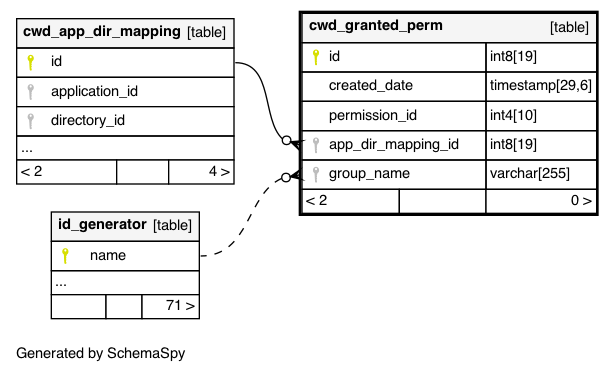 cwd_app_dir_mapping [table]
id
application_id
directory_id
...
< 2 4 >
cwd_granted_perm [table]
id int8[19]
created_date timestamp[29,6]
permission_id int4[10]
app_dir_mapping_id int8[19]
group_name varchar[255]
< 2 0 >
id_generator [table]
name
...
71 >
Generated by SchemaSpy